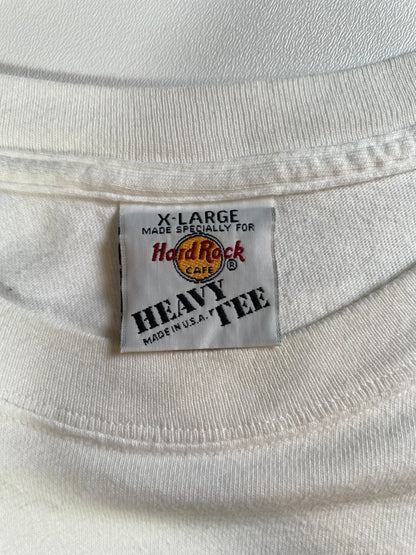 X-LARGE
MADE SPECIALLY FOR
Hard Rock
CAFE ®
HEAVY TEE
MADE IN U.S.A.